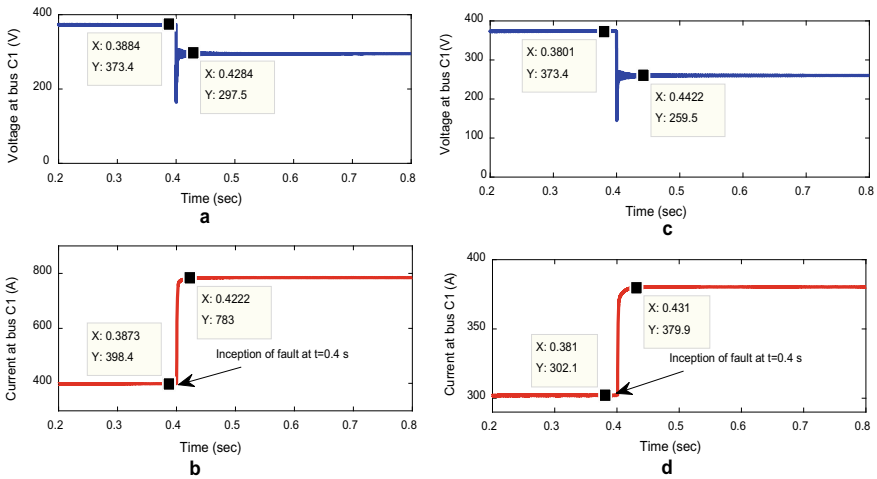 Voltage at bus C1 (V)
400
200
0
X: 0.3884
Y: 373.4
X: 0.4284
Y: 297.5
0.2 0.3 0.4 0.5 0.6 0.7 0.8
Time (sec)
a
Voltage at bus C1(V)
400
300
200
100
0
X: 0.3801
Y: 373.4
X: 0.4422
Y: 259.5
0.2 0.3 0.4 0.5 0.6 0.7 0.8
Time (sec)
c
Current at bus C1 (A)
800
600
400
X: 0.3873
Y: 398.4
X: 0.4222
Y: 783
Inception of fault at t=0.4 s
0.2 0.3 0.4 0.5 0.6 0.7 0.8
Time (sec)
b
Current at bus C1 (A)
400
350
300
X: 0.381
Y: 302.1
X: 0.431
Y: 379.9
Inception of fault at t=0.4 s
0.2 0.3 0.4 0.5 0.6 0.7 0.8
Time (sec)
d